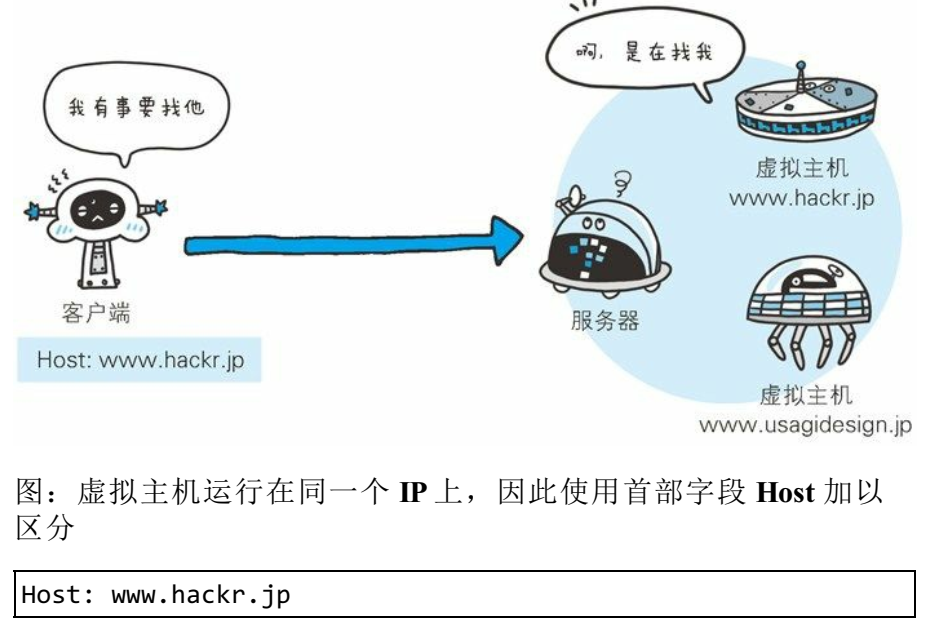 啊，是在找我
我有事要找他
虚拟主机
www.hackr.jp
客户端
服务器
Host: www.hackr.jp
虚拟主机
www.usagidesign.jp
图：虚拟主机运行在同一个 IP 上，因此使用首部字段 Host 加以
区分
Host: www.hackr.jp